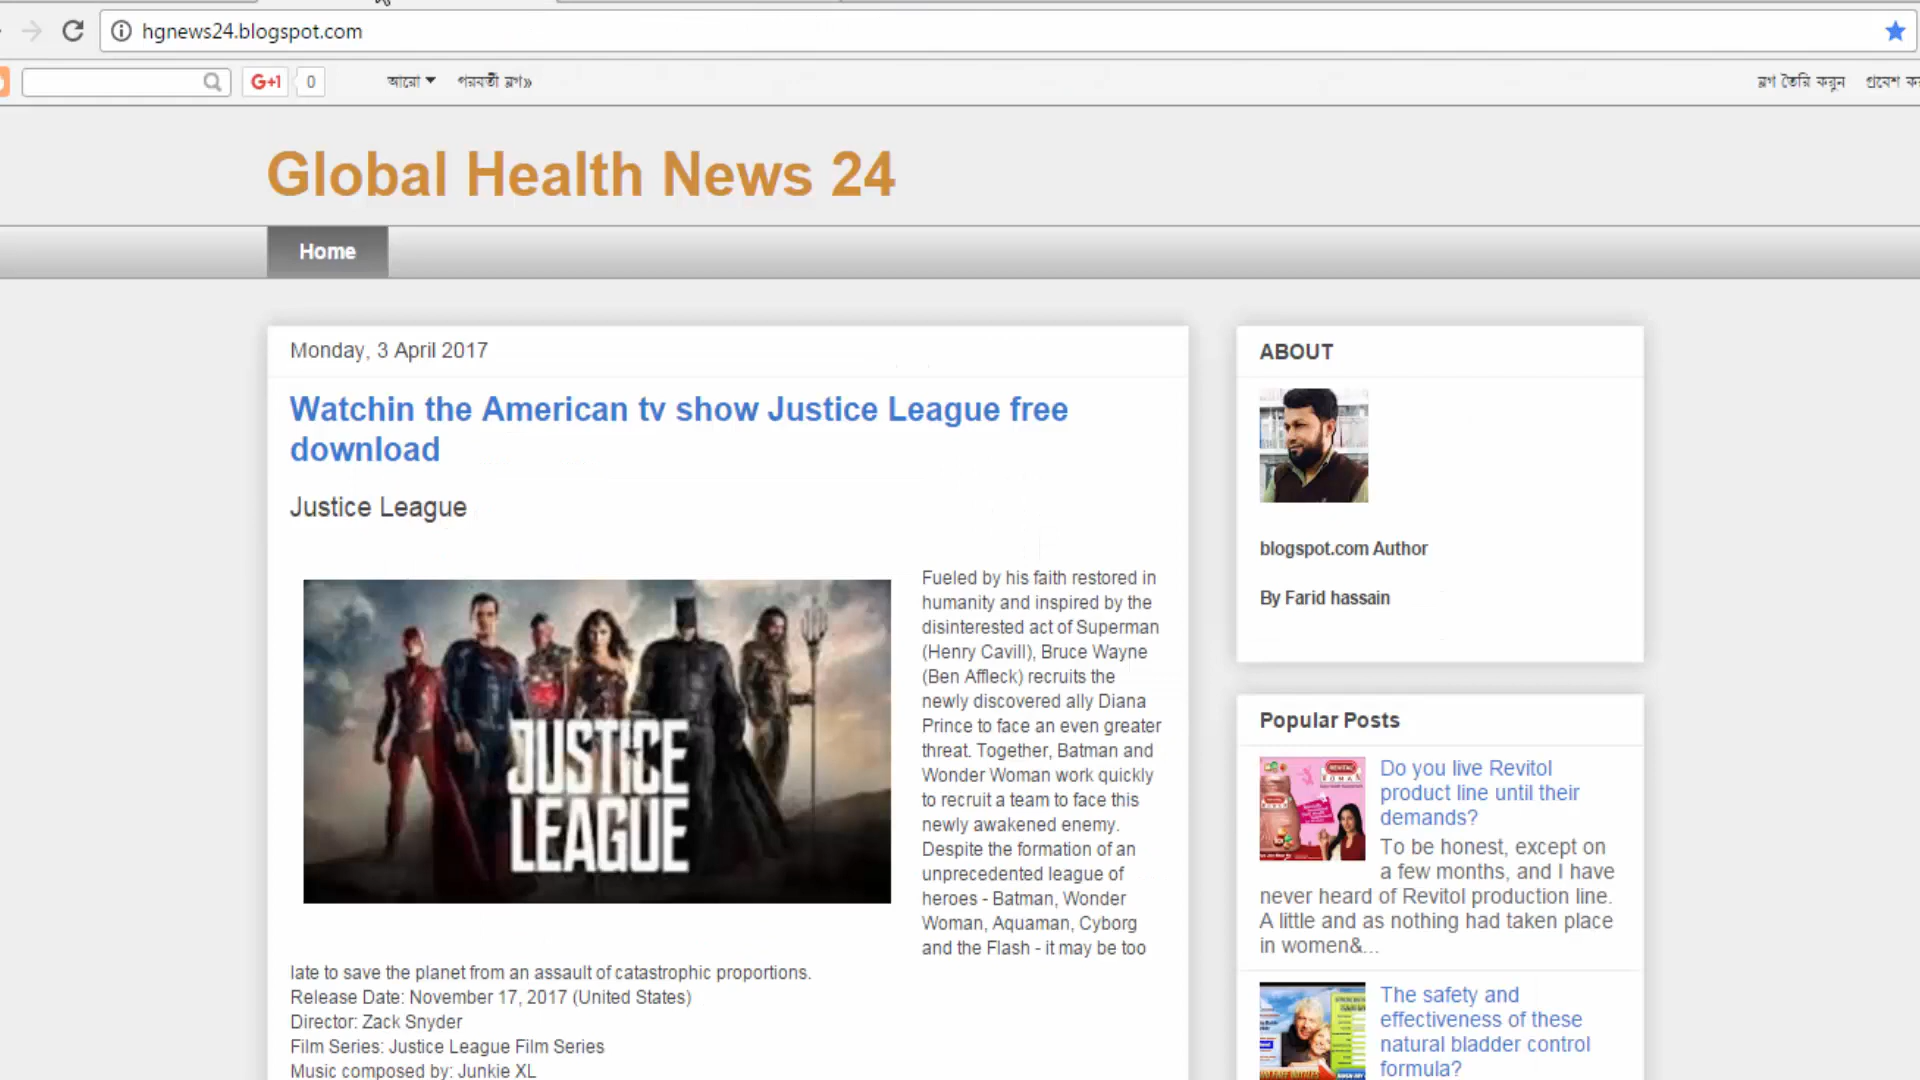 hgnews24.blogspot.com
G+1 0 আরো পরবর্তী ব্লগ» ব্লগ তৈরি করুন প্রবেশ
Global Health News 24
Home
Monday, 3 April 2017
Watchin the American tv show Justice League free
download
Justice League
Fueled by his faith restored in
humanity and inspired by the
disinterested act of Superman
(Henry Cavill), Bruce Wayne
(Ben Affleck) recruits the
newly discovered ally Diana
Prince to face an even greater
threat. Together, Batman and
Wonder Woman work quickly
to recruit a team to face this
newly awakened enemy.
Despite the formation of an
unprecedented league of
heroes - Batman, Wonder
Woman, Aquaman, Cyborg
and the Flash - it may be too
JUSTICE
LEAGUE
late to save the planet from an assault of catastrophic proportions.
Release Date: November 17, 2017 (United States)
Director: Zack Snyder
Film Series: Justice League Film Series
Music composed by: Junkie XL
ABOUT
blogspot.com Author
By Farid hassain
Popular Posts
Do you live Revitol
product line until their
demands?
To be honest, except on
a few months, and I have
never heard of Revitol production line.
A little and as nothing had taken place
in women&...
The safety and
effectiveness of these
natural bladder control
formula?